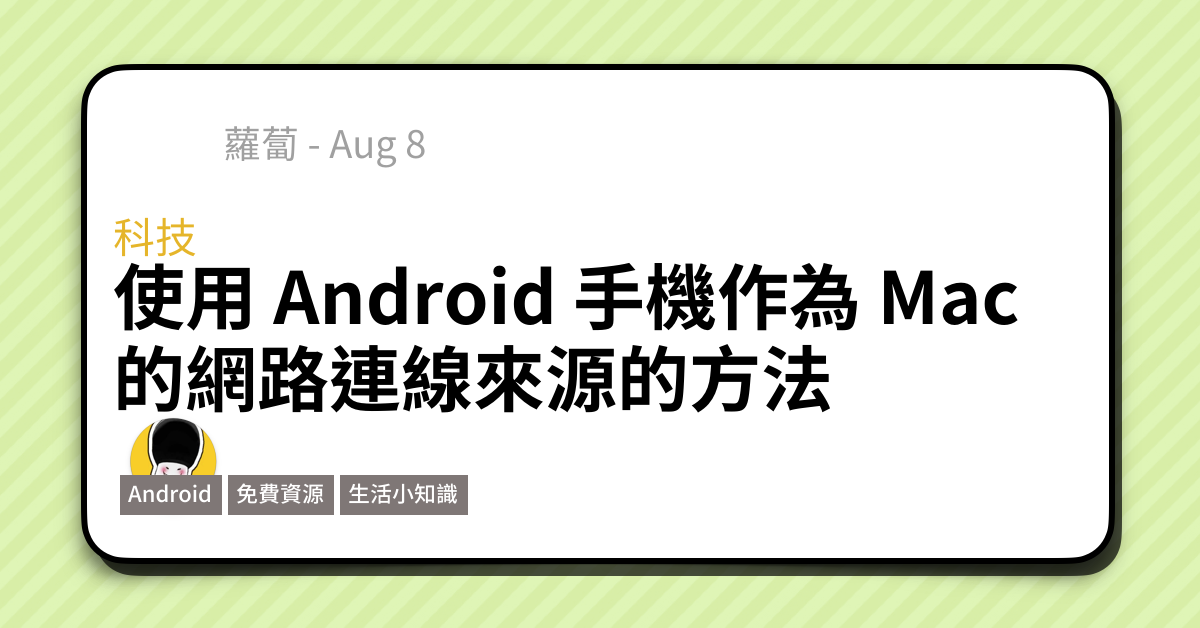 蘿蔔 - Aug 8
科技
使用 Android 手機作為 Mac
的網路連線來源的方法
Android 免費資源 生活小知識